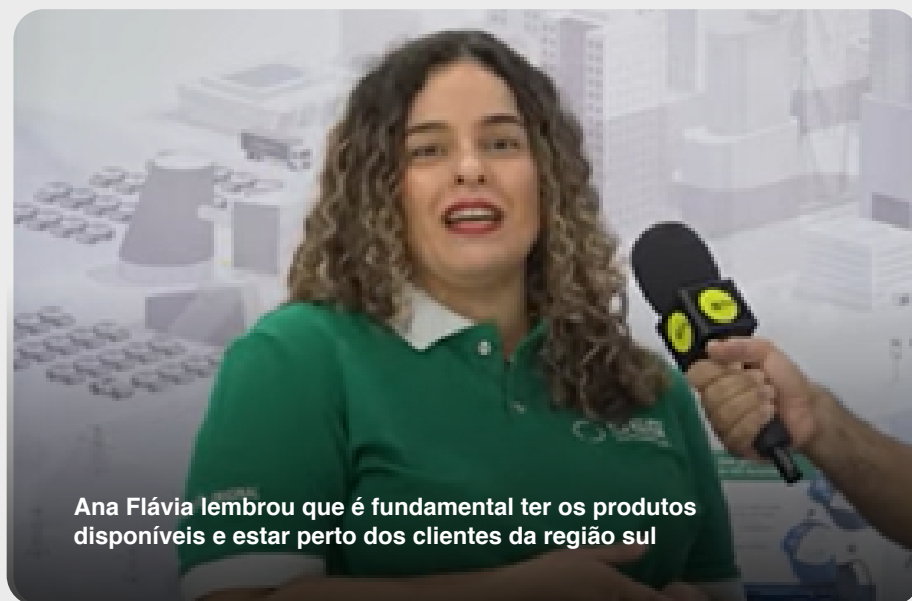 Ana Flávia lembrou que é fundamental ter os produtos
disponíveis e estar perto dos clientes da região sul